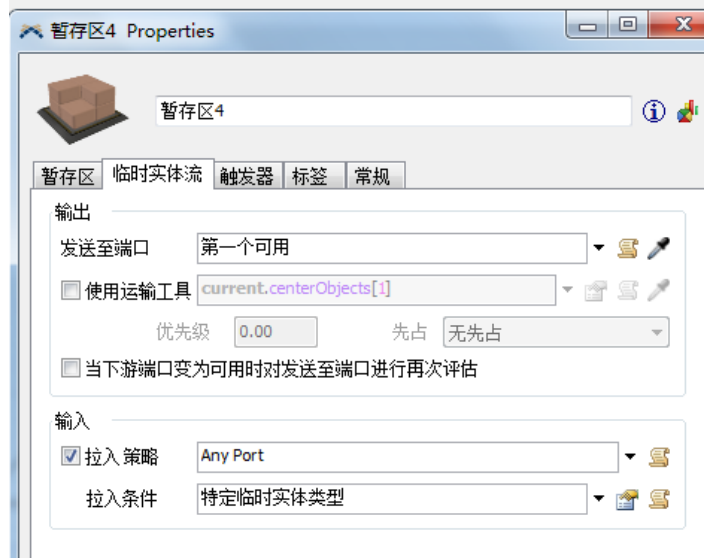 暂存区4 Properties
暂存区4
暂存区 临时实体流 触发器 标签 常规
输出
发送至端口 第一个可用
使用运输工具 current.centerObjects[1]
优先级 0.00 先占 无先占
当下游端口变为可用时对发送至端口进行再次评估
输入
拉入策略 Any Port
拉入条件 特定临时实体类型